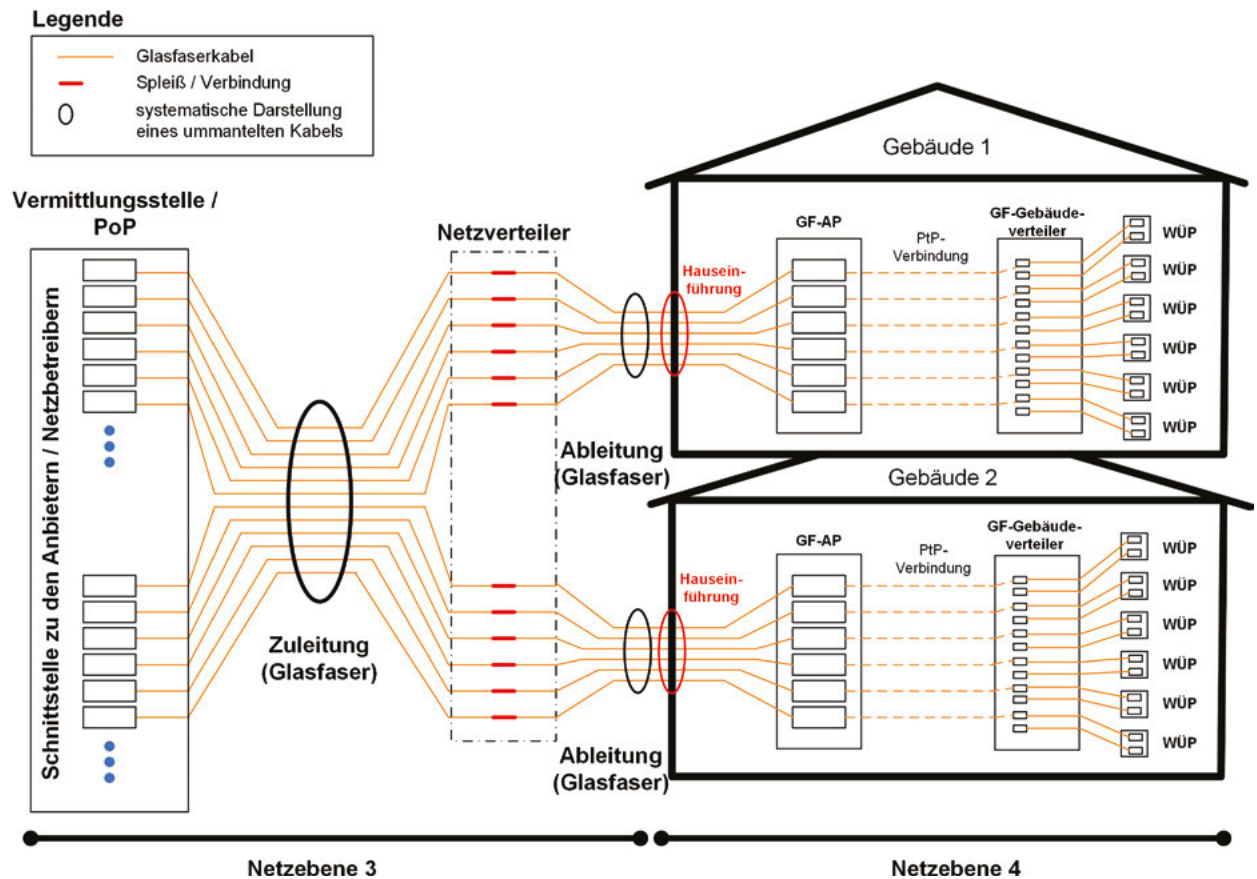 Legende
Glasfaserkabel
Spleiß / Verbindung
systematische Darstellung
eines ummantelten Kabels
Vermittlungsstelle /
PoP
Schnittstelle zu den Anbietern / Netzbetreibern
Zuleitung
(Glasfaser)
Netzverteiler
Ableitung
(Glasfaser)
Gebäude 1
Hausein-
führung
GF-AP
PtP-
Verbindung
GF-Gebäude-
verteiler
WÜP
WÜP
WÜP
WÜP
WÜP
WÜP
Ableitung
(Glasfaser)
Gebäude 2
Hausein-
führung
GF-AP
PtP-
Verbindung
GF-Gebäude-
verteiler
WÜP
WÜP
WÜP
WÜP
WÜP
WÜP
Netzebene 3
Netzebene 4